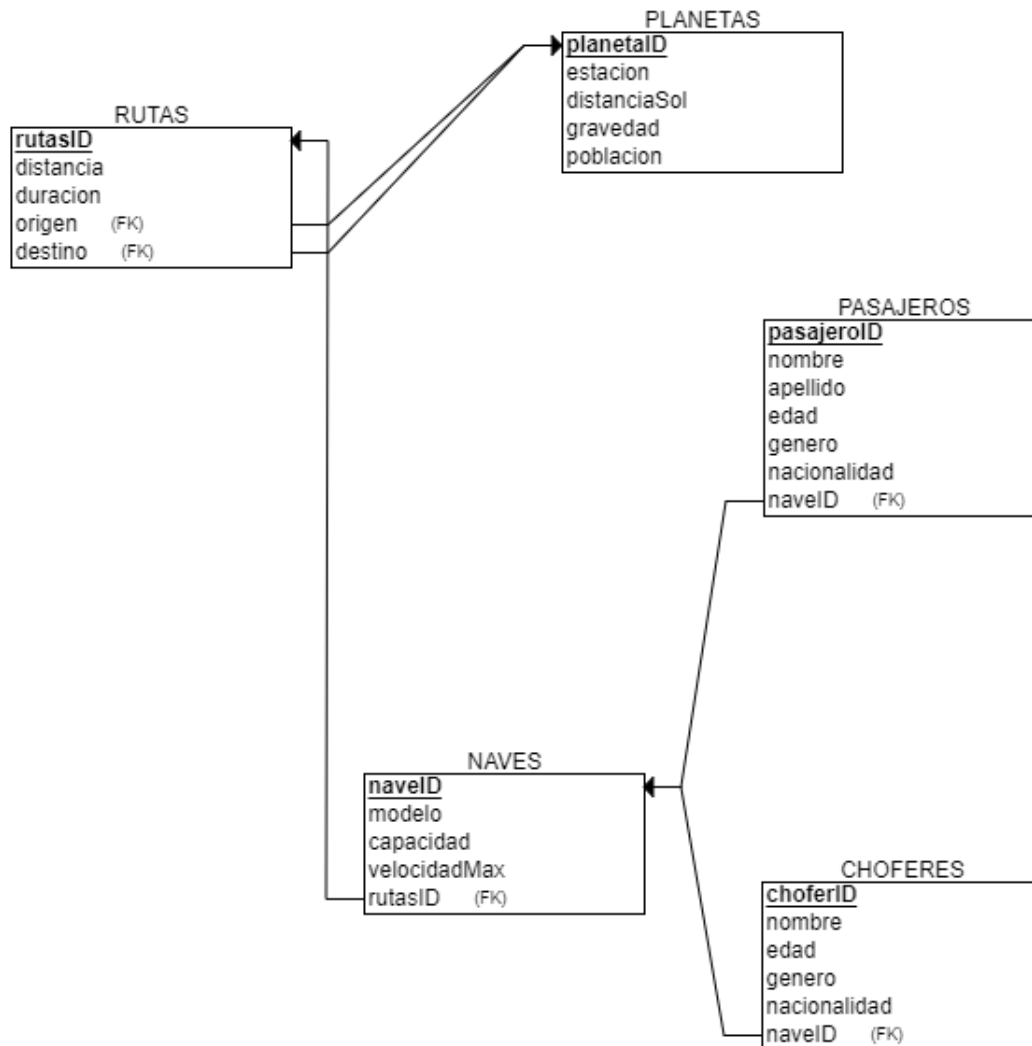 PLANETAS
planetaID
estacion
distanciaSol
gravedad
poblacion
RUTAS
rutasID
distancia
duracion
origen (FK)
destino (FK)
PASAJEROS
pasajeroID
nombre
apellido
edad
genero
nacionalidad
naveID (FK)
NAVES
naveID
modelo
capacidad
velocidadMax
rutasID (FK)
CHOFERES
choferID
nombre
edad
genero
nacionalidad
naveID (FK)